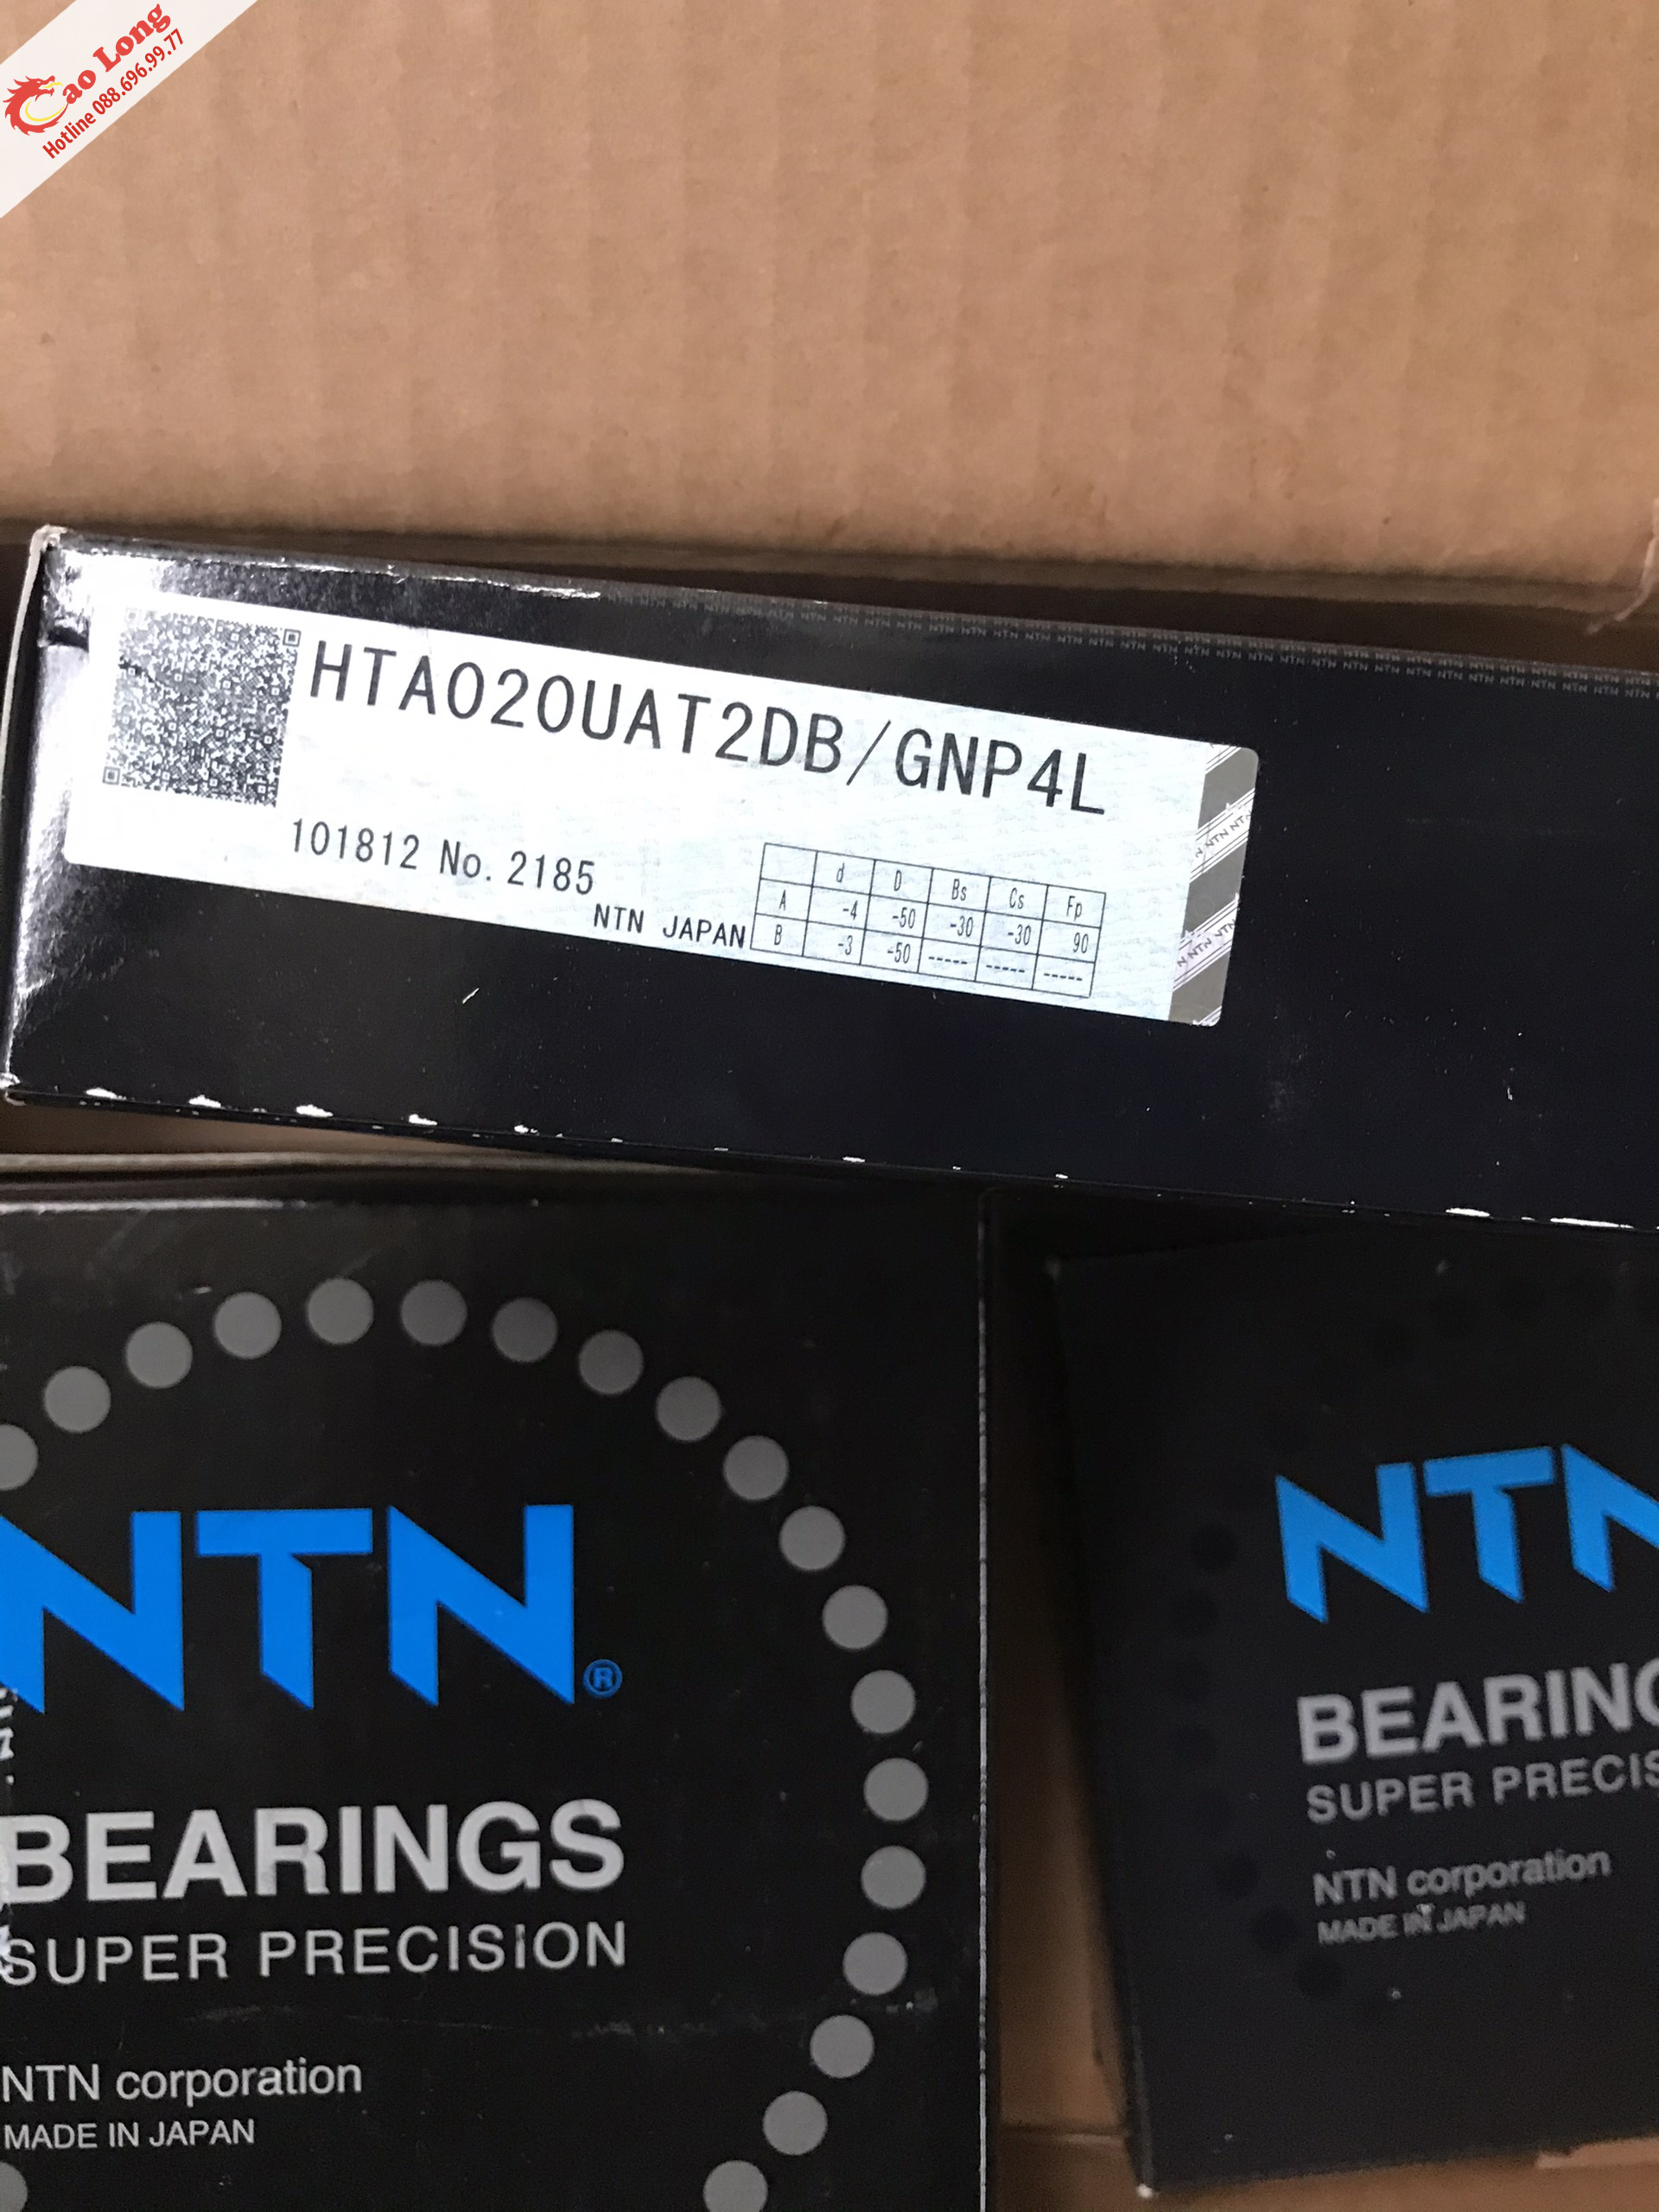 Cao Long
Hotline 088.696.99.77
HTA020UAT2DB/GNP4L
101812 No. 2185
NTN JAPAN
d D Bs Cs Fp
A -4 -50 -30 -30 90
B -3 -50 ----- ----- -----
NTN®
BEARINGS
SUPER PRECISION
NTN corporation
MADE IN JAPAN
NTN
BEARING
SUPER PRECIS
NTN corporation
MADE IN JAPAN